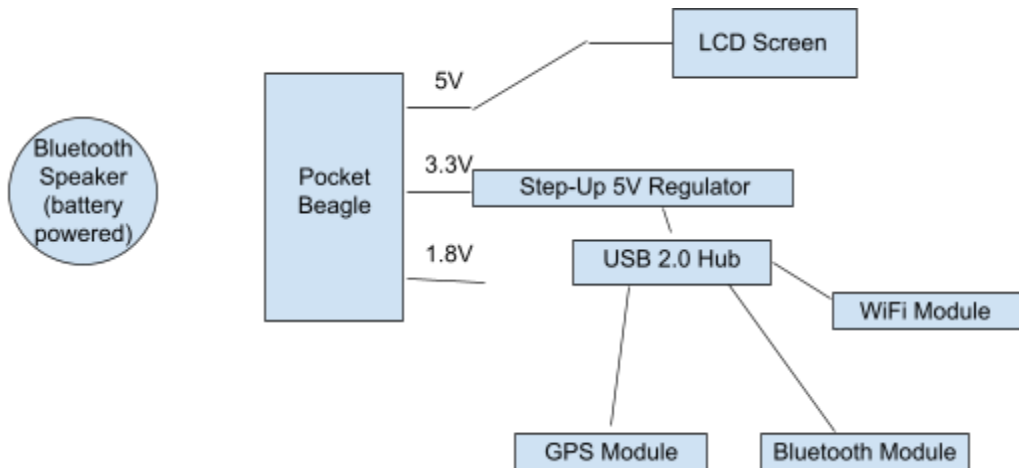 LCD Screen
5V
Bluetooth
Speaker
(battery
powered)
Pocket
Beagle
3.3V
Step-Up 5V Regulator
1.8V
USB 2.0 Hub
WiFi Module
GPS Module
Bluetooth Module